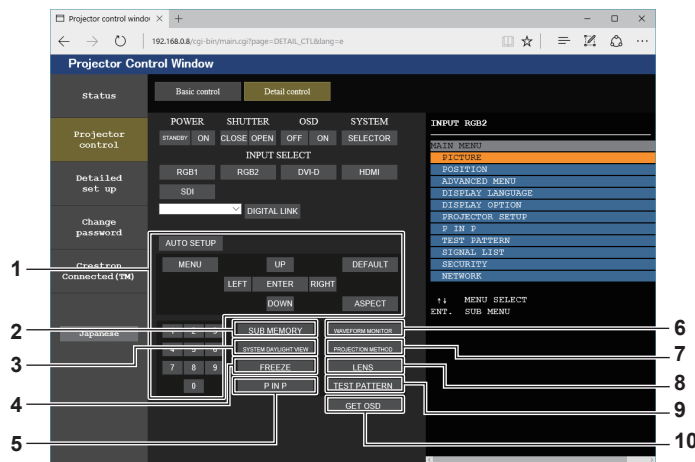 Projector control window
192.168.0.8/cgi-bin/main.cgi?page=DETAIL_CTL&lang=e
Projector Control Window
Status
Projector control
Detailed set up
Change password
Crestron Connected(TM)
Japanese
Basic control
Detail control
POWER SHUTTER OSD SYSTEM
STANDBY ON CLOSE OPEN OFF ON SELECTOR
INPUT SELECT
RGB1 RGB2 DVI-D HDMI
SDI
DIGITAL LINK
AUTO SETUP
MENU UP DEFAULT
LEFT ENTER RIGHT
DOWN ASPECT
1 2 3 SUB MEMORY WAVEFORM MONITOR
4 5 6 SYSTEM DAYLIGHT VIEW PROJECTION METHOD
7 8 9 FREEZE LENS
0 P IN P TEST PATTERN
GET OSD
INPUT RGB2
MAIN MENU
PICTURE
POSITION
ADVANCED MENU
DISPLAY LANGUAGE
DISPLAY OPTION
PROJECTOR SETUP
P IN P
TEST PATTERN
SIGNAL LIST
SECURITY
NETWORK
↑↓ MENU SELECT
ENT. SUB MENU
1
2
3
4
5
6
7
8
9
10